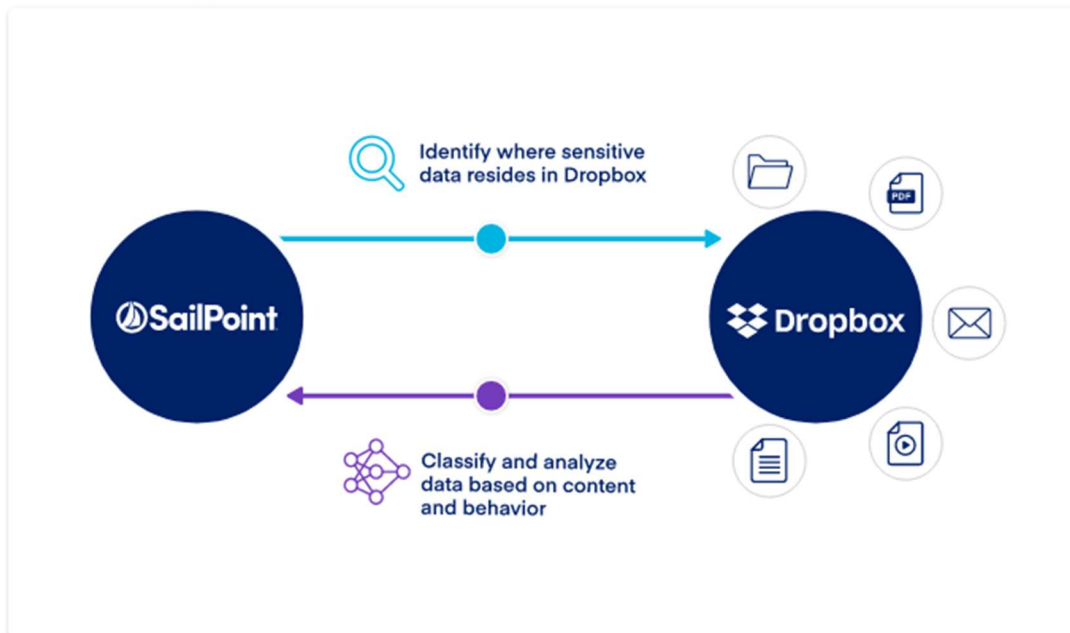 Identify where sensitive
data resides in Dropbox
PDF
SailPoint
Dropbox
Classify and analyze
data based on content
and behavior